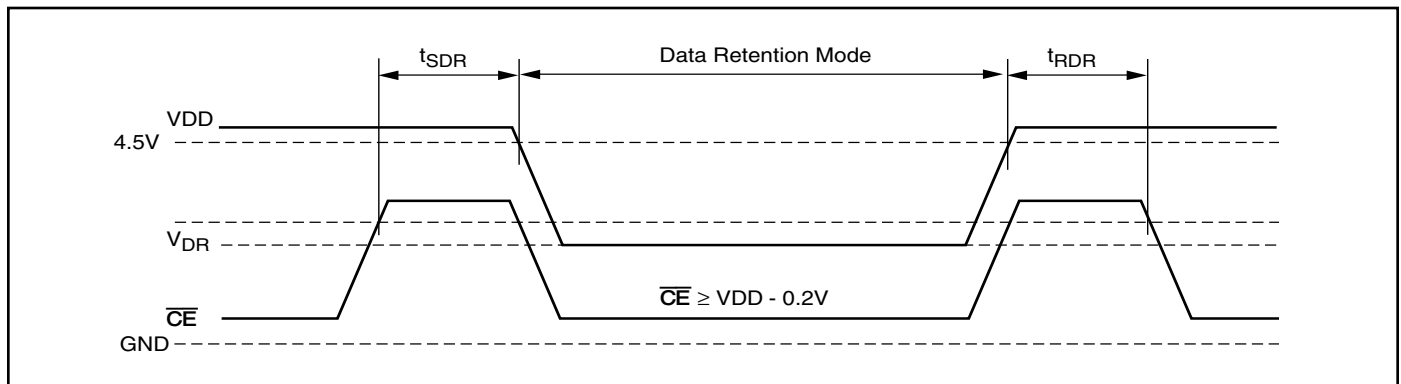 tSDR Data Retention Mode tRDR
VDD
4.5V
VDR
CE ≥ VDD - 0.2V
CE
GND